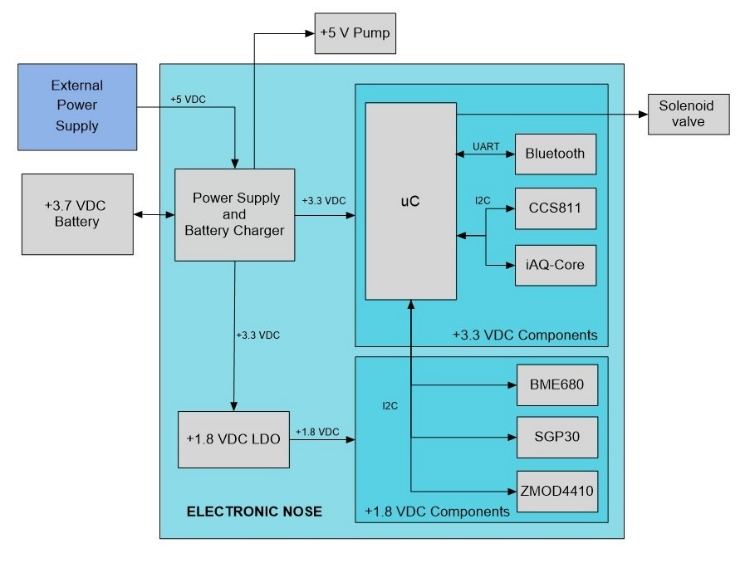 +5 V Pump
External
Power
Supply
+5 VDC
Solenoid
valve
UART
Bluetooth
+3.7 VDC
Battery
Power Supply
and
Battery Charger
+3.3 VDC
uC
I2C
CCS811
iAQ-Core
+3.3 VDC
+3.3 VDC Components
BME680
I2C
+1.8 VDC LDO
+1.8 VDC
SGP30
ZMOD4410
ELECTRONIC NOSE
+1.8 VDC Components